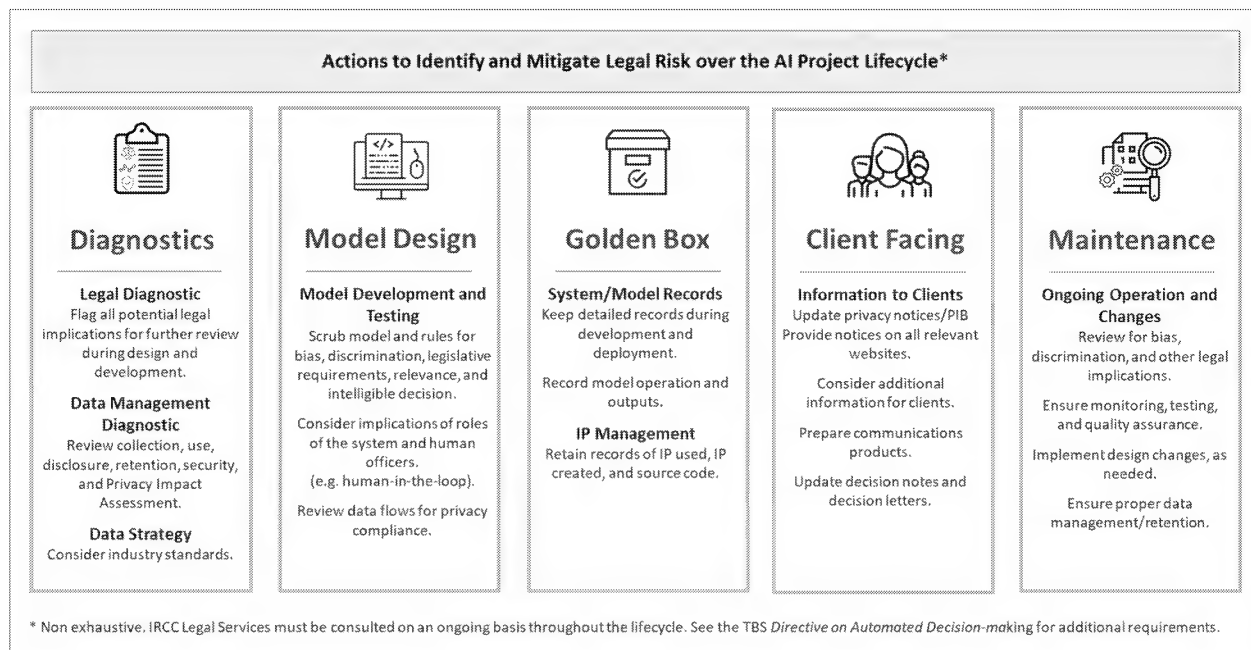 Actions to Identify and Mitigate Legal Risk over the AI Project Lifecycle*
</>
Diagnostics
Legal Diagnostic
Flag all potential legal
implications for further review
during design and
development.
Data Management
Diagnostic
Review collection, use,
disclosure, retention, security,
and Privacy Impact
Assessment.
Data Strategy
Consider industry standards.
Model Design
Model Development and
Testing
Scrub model and rules for
bias, discrimination, legislative
requirements, relevance, and
intelligible decision.
Consider implications of roles
of the system and human
officers.
(e.g. human-in-the-loop).
Review data flows for privacy
compliance.
Golden Box
System/Model Records
Keep detailed records during
development and
deployment.
Record model operation and
outputs.
IP Management
Retain records of IP used, IP
created, and source code.
Client Facing
Information to Clients
Update privacy notices/PIB
Provide notices on all relevant
websites.
Consider additional
information for clients.
Prepare communications
products.
Update decision notes and
decision letters.
Maintenance
Ongoing Operation and
Changes
Review for bias,
discrimination, and other legal
implications.
Ensure monitoring, testing,
and quality assurance.
Implement design changes, as
needed.
Ensure proper data
management/retention.
* Non exhaustive. IRCC Legal Services must be consulted on an ongoing basis throughout the lifecycle. See the TBS Directive on Automated Decision-making for additional requirements.